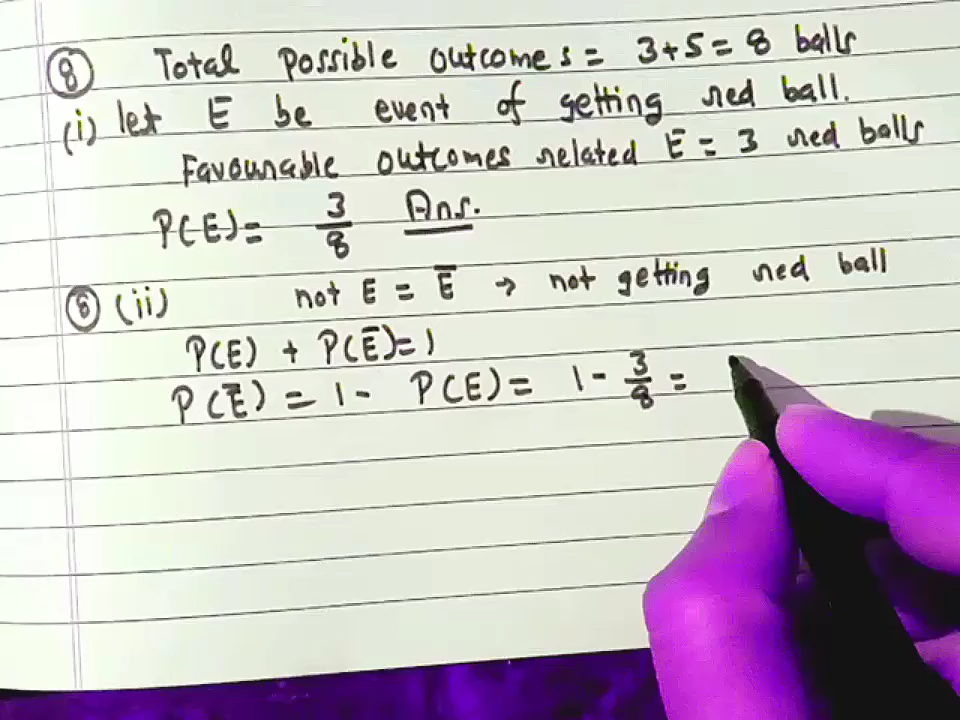 ⑧ Total possible outcomes = 3+5 = 8 balls
(i) let E be event of getting red ball.
Favourable outcomes related E = 3 red balls
P(E) = 3/8 Ans.
⑧ (ii) not E = E̅ → not getting red ball
P(E) + P(E̅) = 1
P(E̅) = 1 - P(E) = 1 - 3/8 =